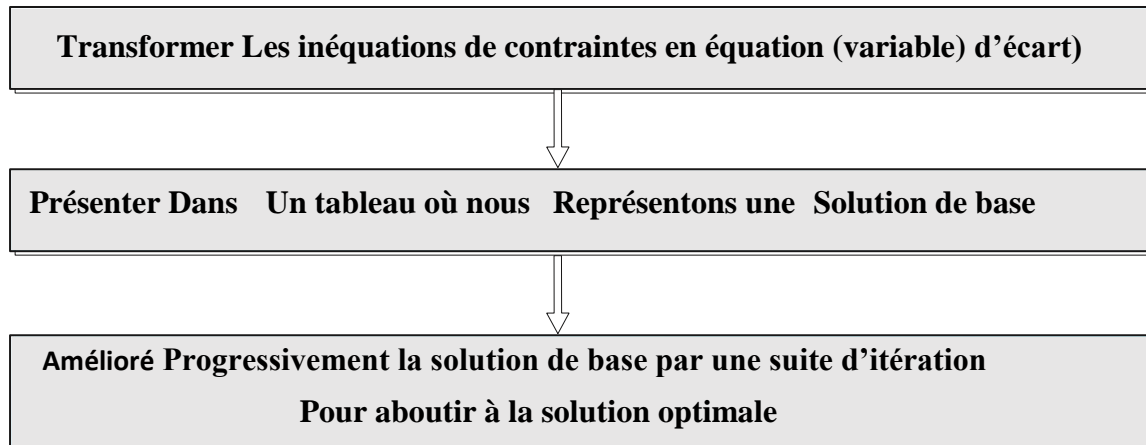 Transformer Les inéquations de contraintes en équation (variable) d’écart)
Présenter Dans Un tableau où nous Représentons une Solution de base
Amélioré Progressivement la solution de base par une suite d’itération
Pour aboutir à la solution optimale